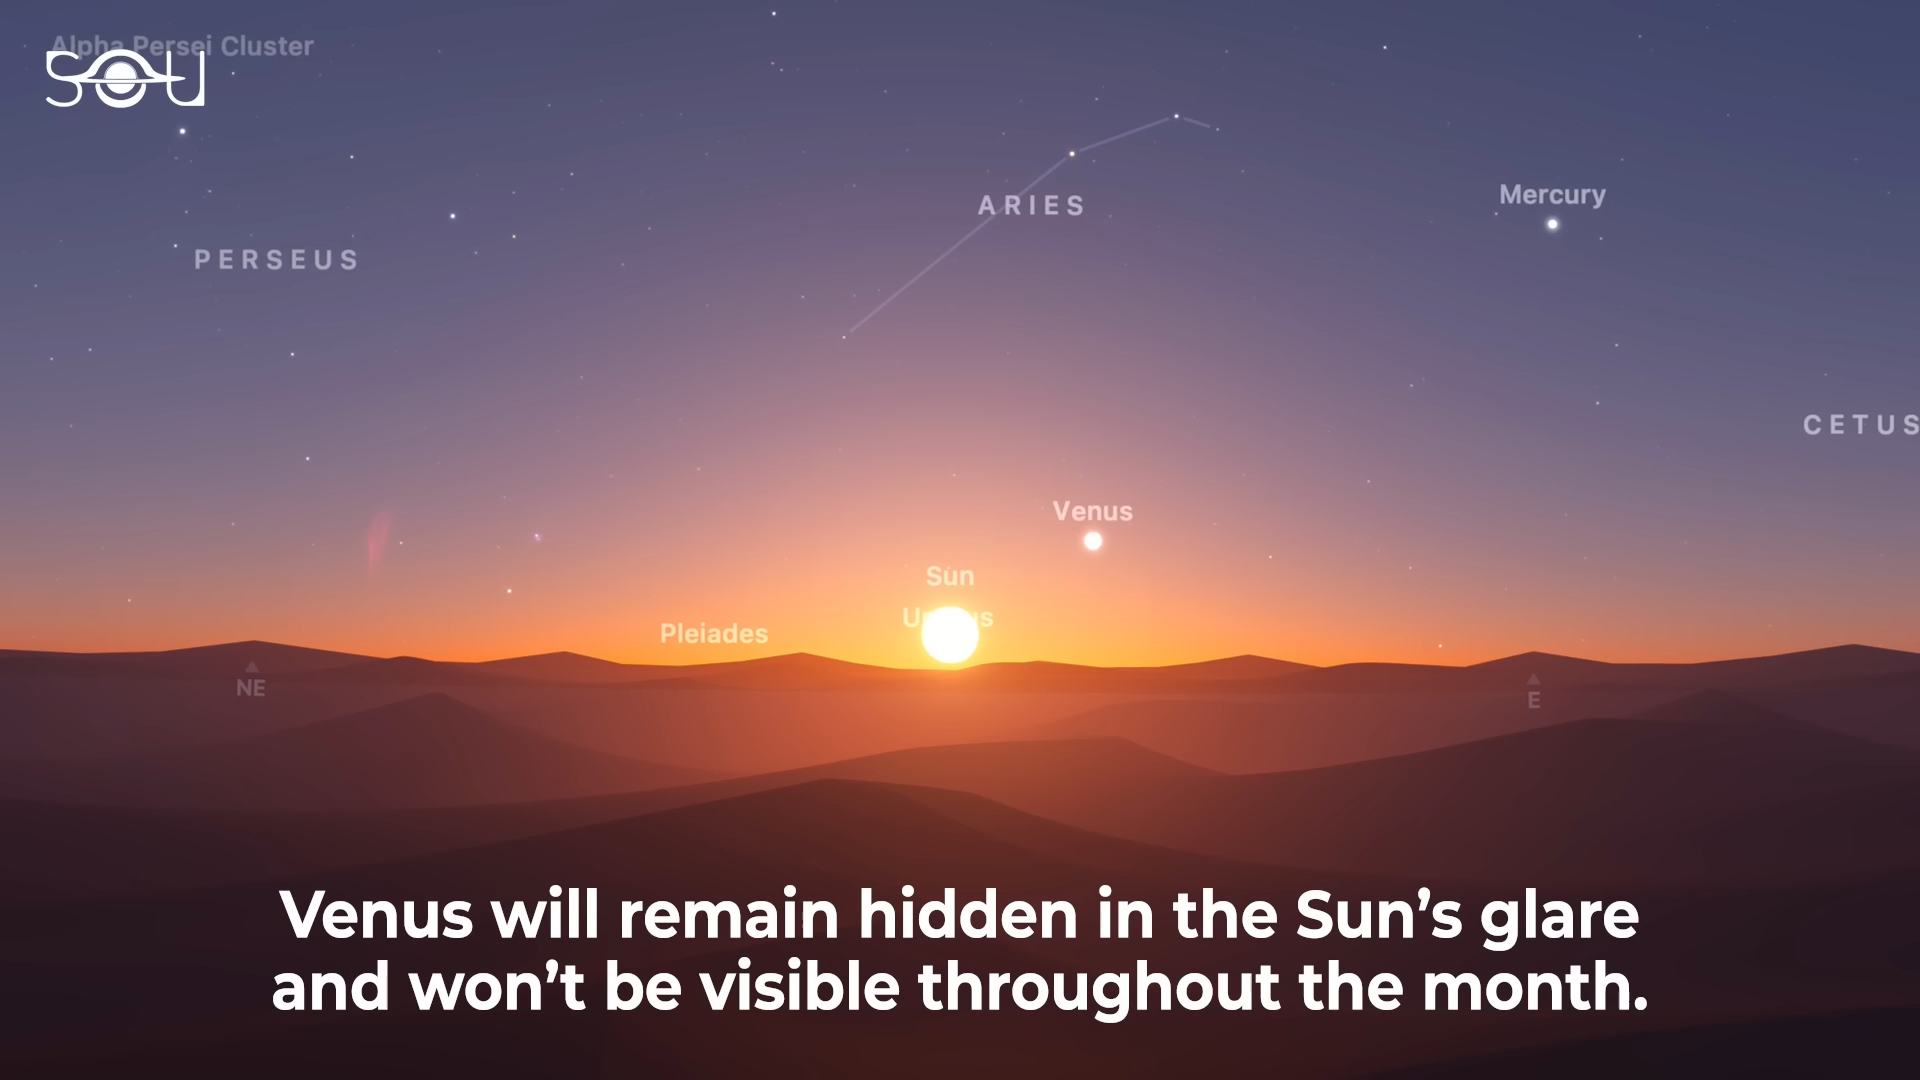 Alpha Persei Cluster
SOU
ARIES
Mercury
PERSEUS
CETUS
Venus
Sun
Pleiades
NE
E
Venus will remain hidden in the Sun’s glare
and won’t be visible throughout the month.